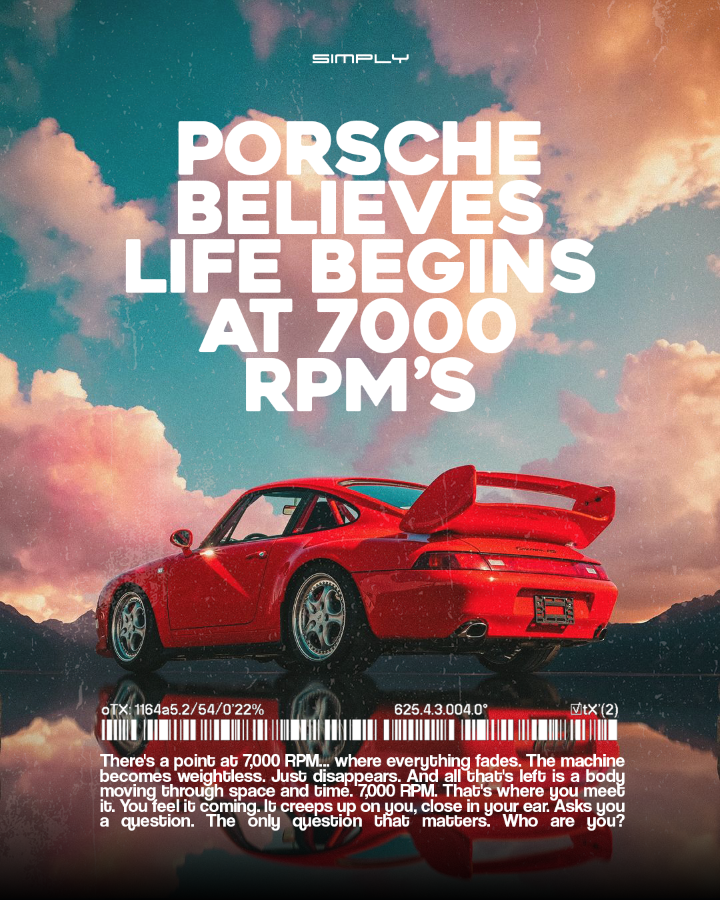 SIMPLY
PORSCHE
BELIEVES
LIFE BEGINS
AT 7000
RPM'S
oTX: 1164a5.2/54/0'22% 625.4.3.004.0° ☑tX'(2)
There's a point at 7,000 RPM... where everything fades. The machine
becomes weightless. Just disappears. And all that's left is a body
moving through space and time. 7,000 RPM. That's where you meet
it. You feel it coming. It creeps up on you, close in your ear. Asks you
a question. The only question that matters. Who are you?